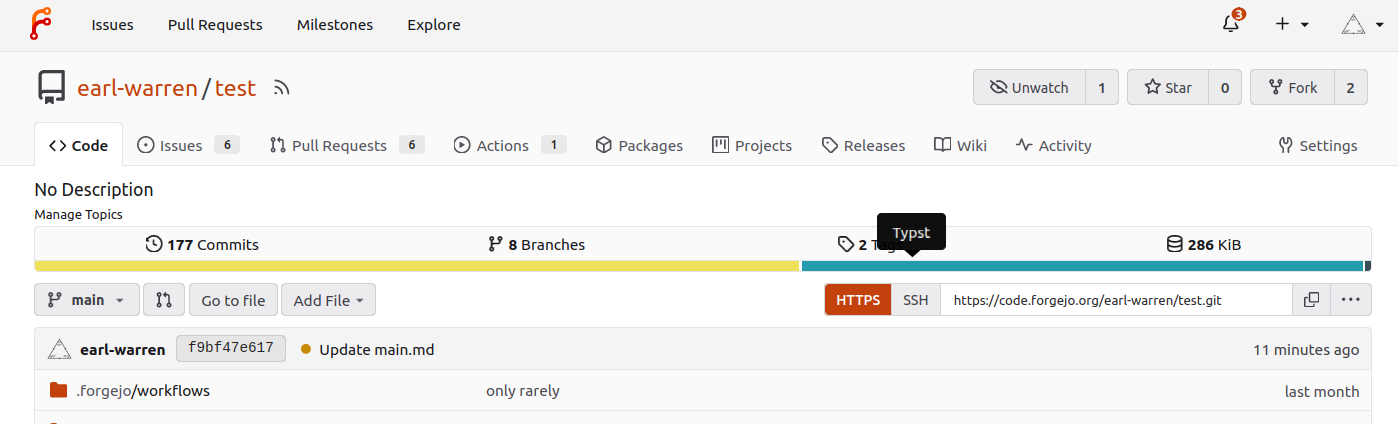 Issues Pull Requests Milestones Explore 3
earl-warren/test Unwatch 1 Star 0 Fork 2
Code Issues 6 Pull Requests 6 Actions 1 Packages Projects Releases Wiki Activity Settings
No Description
Manage Topics
Typst
177 Commits 8 Branches 2 Tags 286 KiB
main Go to file Add File HTTPS SSH https://code.forgejo.org/earl-warren/test.git
earl-warren f9bf47e617 Update main.md 11 minutes ago
.forgejo/workflows only rarely last month